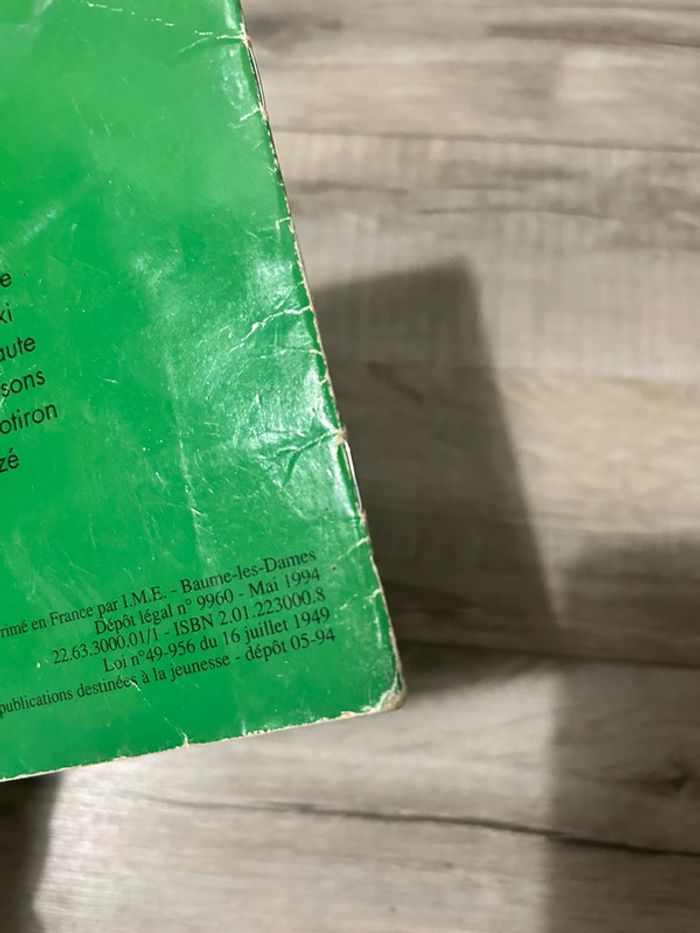 e
xi
aute
sons
otiron
zé
rimé en France par I.M.E. - Baume-les-Dames
Dépôt légal n° 9960 - Mai 1994
22.63.3000.01/1 - ISBN 2.01.223000.8
Loi n°49-956 du 16 juillet 1949
publications destinées à la jeunesse - dépôt 05-94